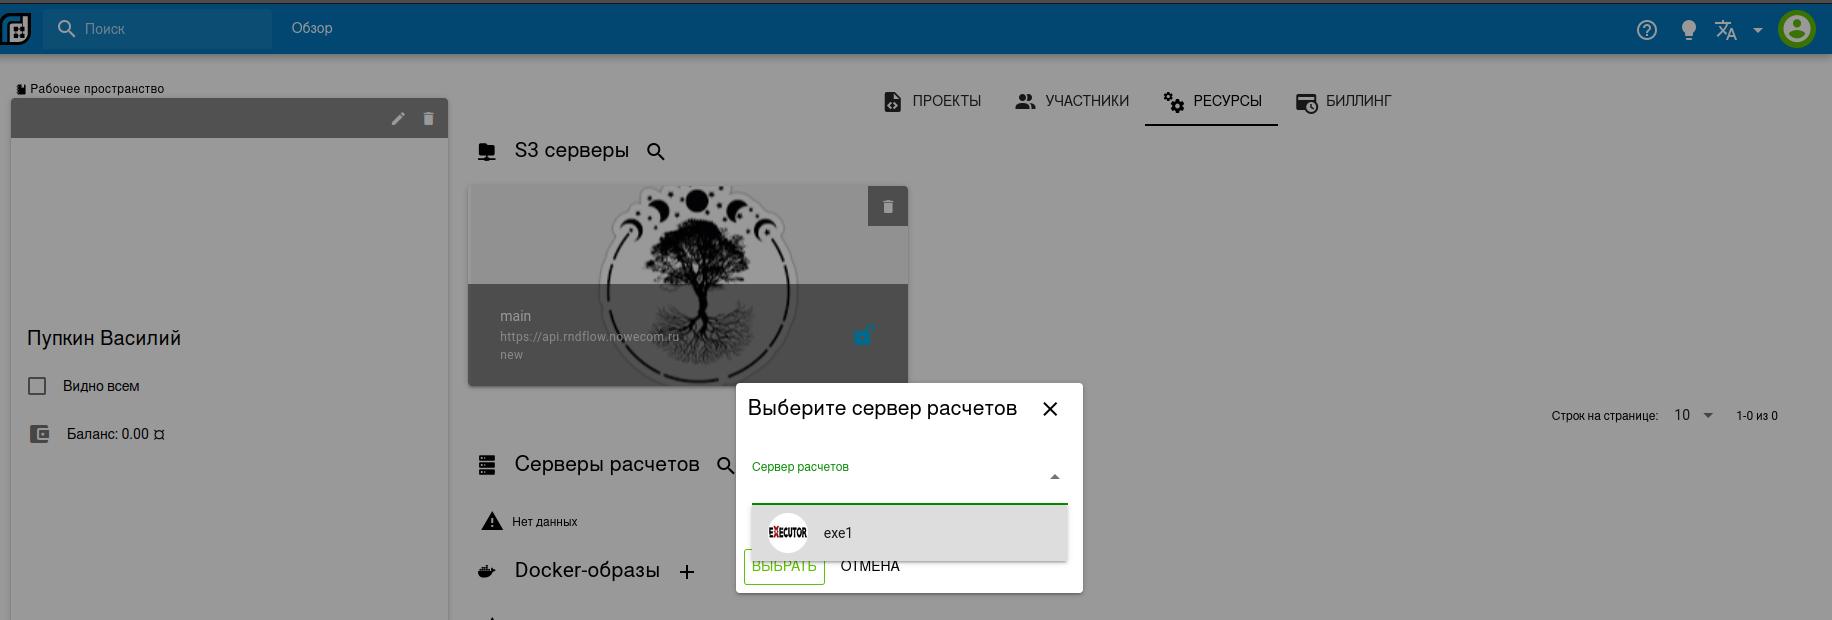 Поиск
Обзор
Рабочее пространство
ПРОЕКТЫ
УЧАСТНИКИ
РЕСУРСЫ
БИЛЛИНГ
S3 серверы
main
https://api.rndflow.nowecom.ru
new
Пупкин Василий
Видно всем
Баланс: 0.00 ¤
Выберите сервер расчетов
Строк на странице:
10
1-0 из 0
Серверы расчетов
Сервер расчетов
Нет данных
EXECUTOR
exe1
ВЫБРАТЬ
ОТМЕНА
Docker-образы